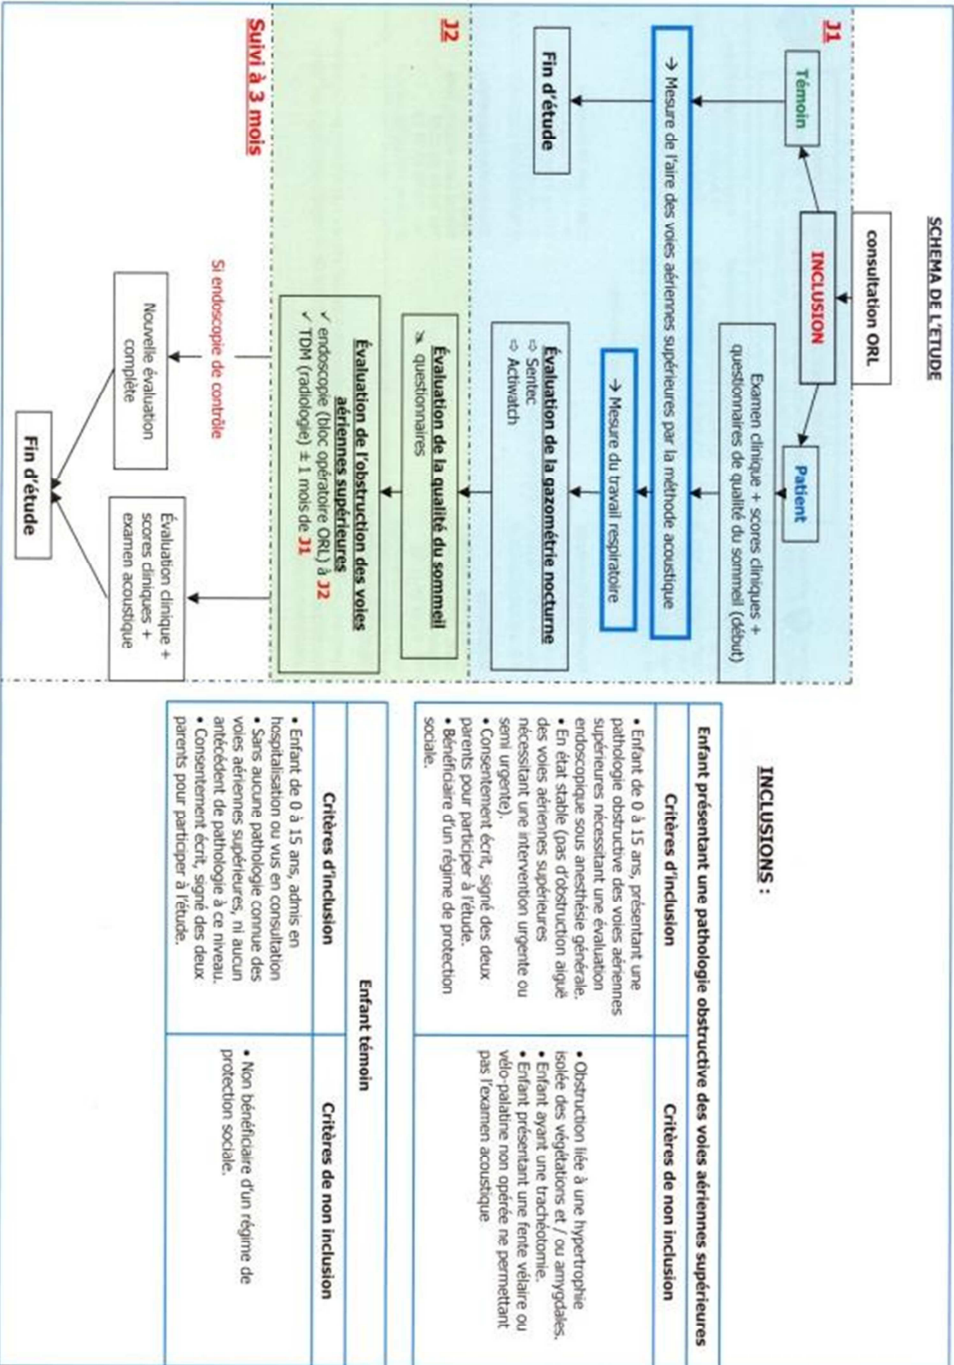 SCHEMA DE L'ETUDE
consultation ORL
J1
INCLUSION
Témoin
Patient
Examen clinique + scores cliniques +
questionnaires de qualité du sommeil (début)
→ Mesure de l'aire des voies aériennes supérieures par la méthode acoustique
→ Mesure du travail respiratoire
Fin d'étude
Évaluation de la gazométrie nocturne
⇨ Sentec
⇨ Actiwatch
J2
Évaluation de la qualité du sommeil
questionnaires
Évaluation de l'obstruction des voies
aériennes supérieures
✓ endoscopie (bloc opératoire ORL) à J2
✓ TDM (radiologie) ± 1 mois de J1
Suivi à 3 mois
Si endoscopie de contrôle
Nouvelle évaluation
complète
Évaluation clinique +
scores cliniques +
examen acoustique
Fin d'étude
INCLUSIONS :
Enfant présentant une pathologie obstructive des voies aériennes supérieures
Critères d'inclusion
• Enfant de 0 à 15 ans, présentant une
pathologie obstructive des voies aériennes
supérieures nécessitant une évaluation
endoscopique sous anesthésie générale.
• En état stable (pas d'obstruction aiguë
des voies aériennes supérieures
nécessitant une intervention urgente ou
semi urgente).
• Consentement écrit, signé des deux
parents pour participer à l'étude.
• Bénéficiaire d'un régime de protection
sociale.
Critères de non inclusion
• Obstruction liée à une hypertrophie
isolée des végétations et / ou amygdales.
• Enfant ayant une trachéotomie.
• Enfant présentant une fente vélaire ou
vélo-palatine non opérée ne permettant
pas l'examen acoustique
Enfant témoin
Critères d'inclusion
• Enfant de 0 à 15 ans, admis en
hospitalisation ou vus en consultation
• Sans aucune pathologie connue des
voies aériennes supérieures, ni aucun
antécédent de pathologie à ce niveau.
• Consentement écrit, signé des deux
parents pour participer à l'étude.
Critères de non inclusion
• Non bénéficiaire d'un régime de
protection sociale.